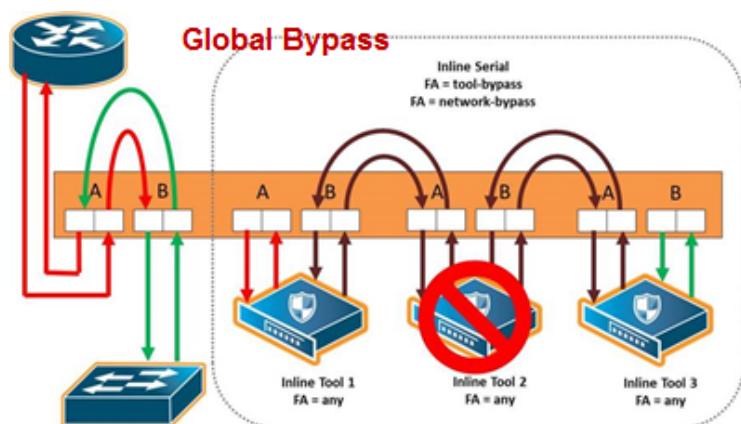 Global Bypass
Inline Serial
FA = tool-bypass
FA = network-bypass
A B A B A B A B
Inline Tool 1
FA = any
Inline Tool 2
FA = any
Inline Tool 3
FA = any